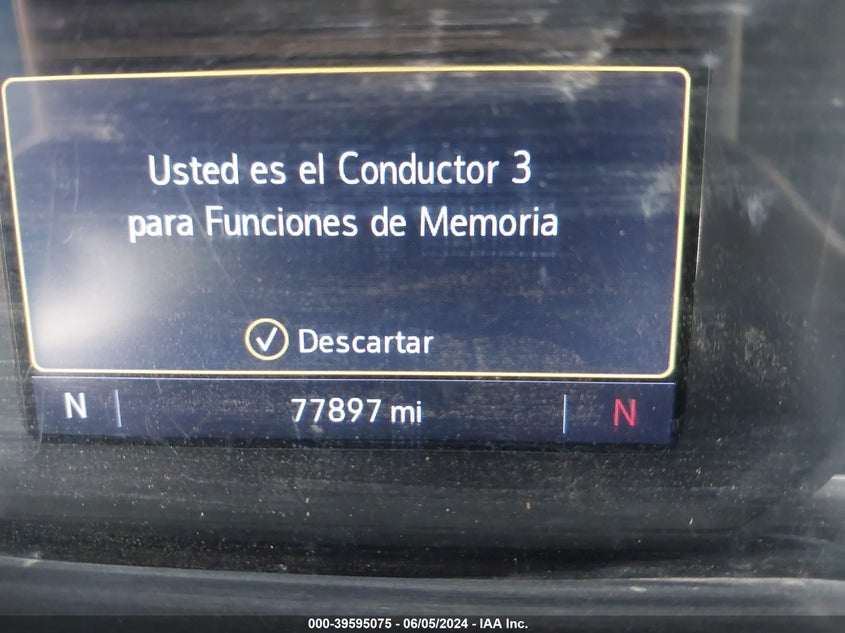 Usted es el Conductor 3
para Funciones de Memoria
Descartar
N 77897 mi N
000-39595075 - 06/05/2024 - IAA Inc.